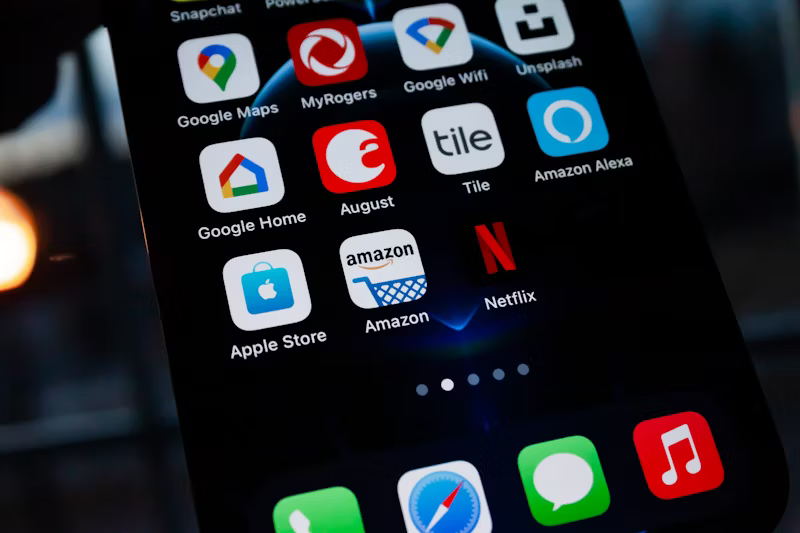 Snapchat
Google Maps
MyRogers
Google Wifi
Unsplash
tile
Google Home
August
Tile
Amazon Alexa
amazon
Apple Store
Amazon
Netflix